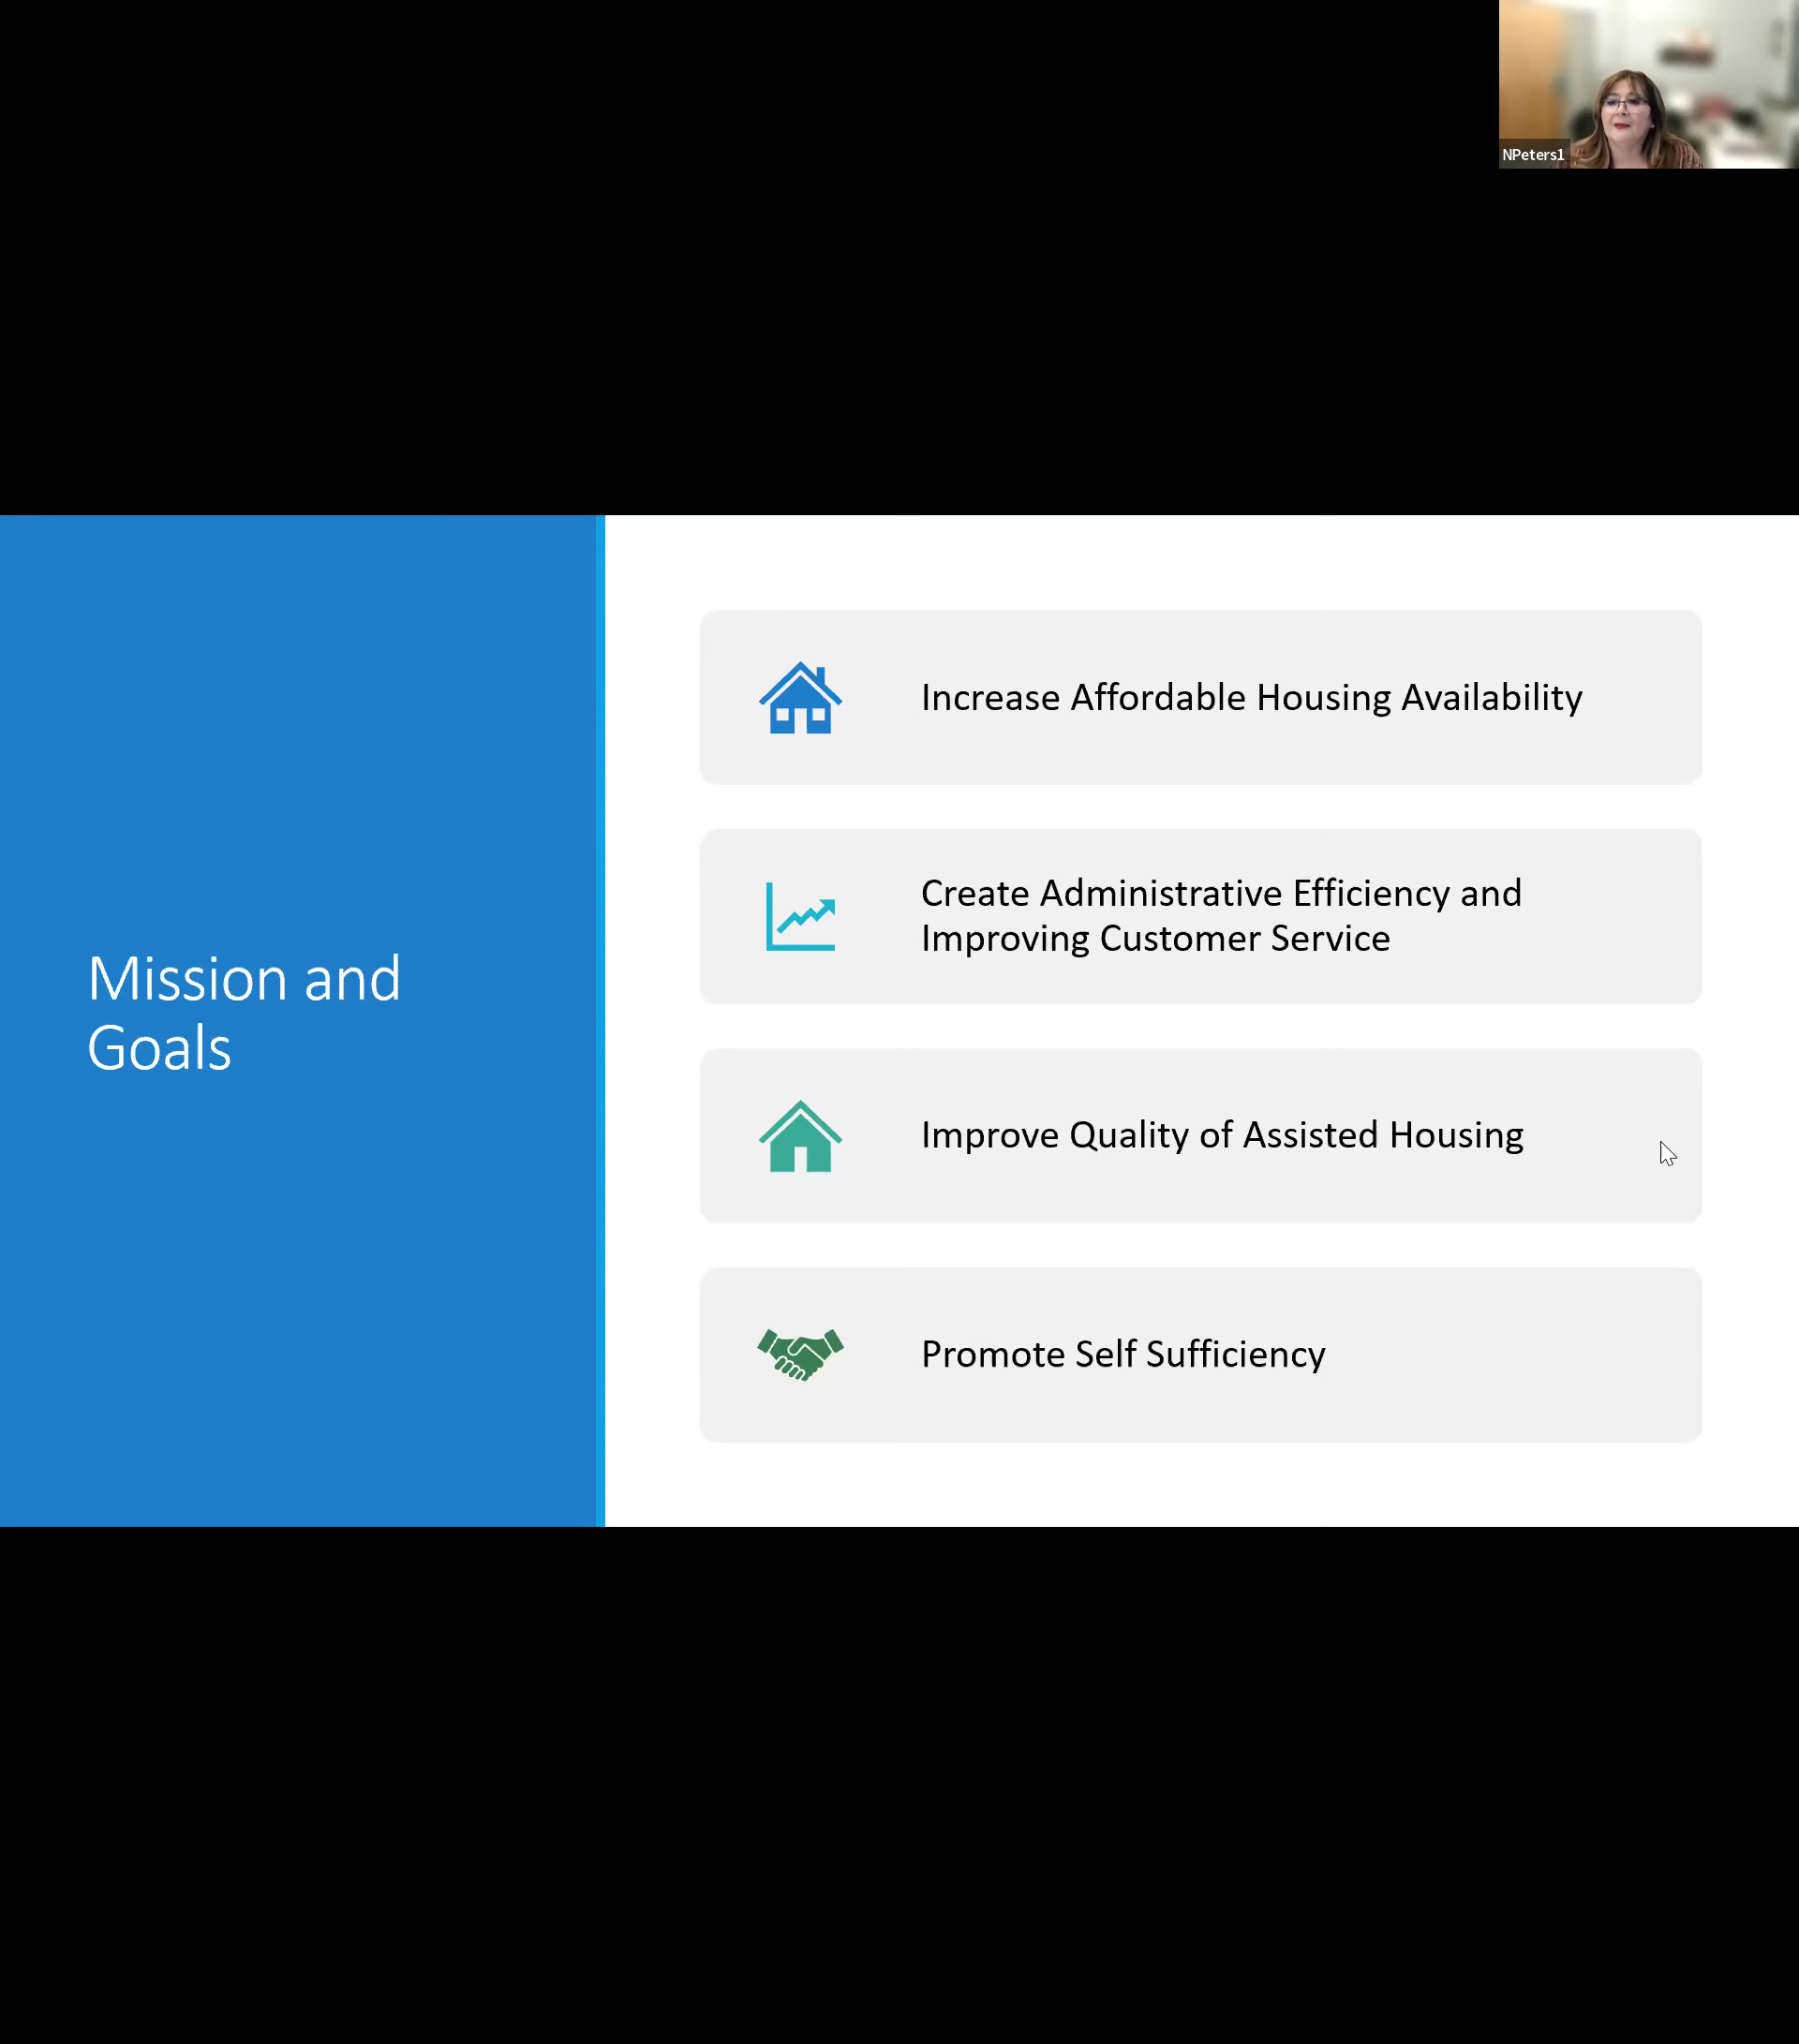 NPeters1
Mission and
Goals
Increase Affordable Housing Availability
Create Administrative Efficiency and
Improving Customer Service
Improve Quality of Assisted Housing
Promote Self Sufficiency